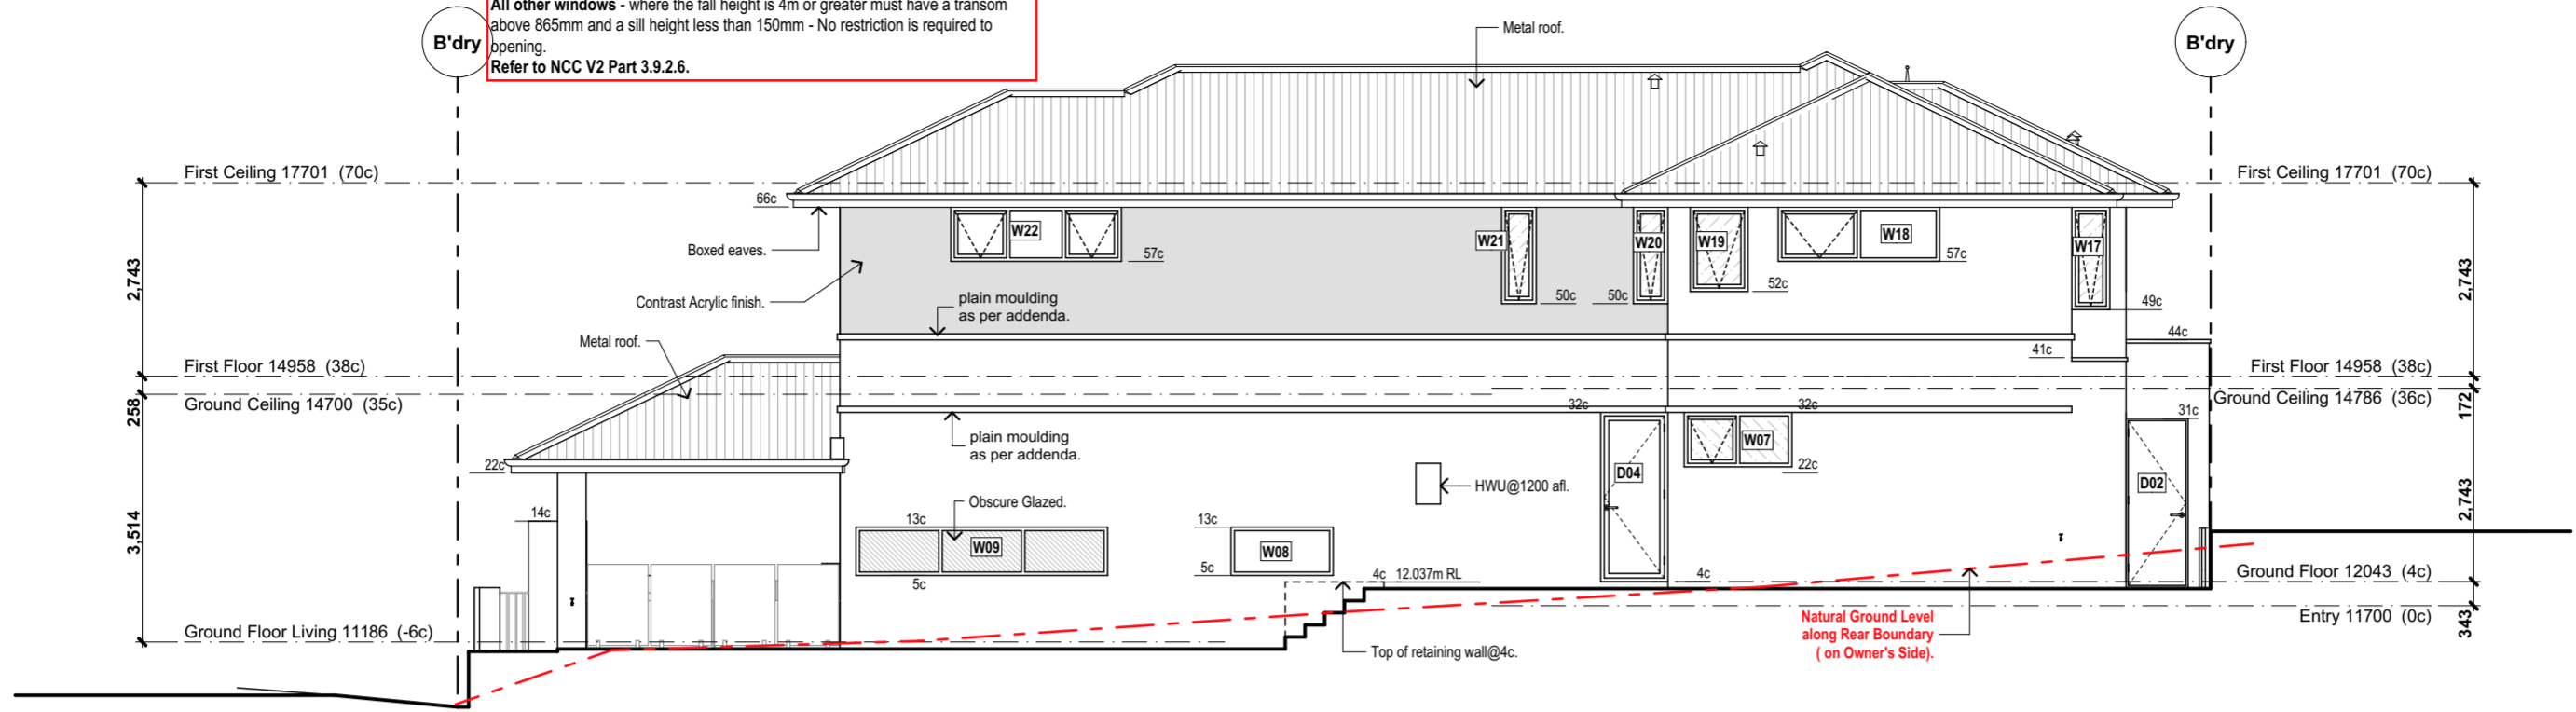 All other windows - where the fall height is 4m or greater must have a transom
above 865mm and a sill height less than 150mm - No restriction is required to
opening.
Refer to NCC V2 Part 3.9.2.6.
B'dry
B'dry
Metal roof.
First Ceiling 17701 (70c)
First Ceiling 17701 (70c)
66c
Boxed eaves.
W22
57c
W21
50c
W20
50c
W19
52c
W18
57c
W17
49c
2,743
2,743
Contrast Acrylic finish.
plain moulding
as per addenda.
Metal roof.
44c
41c
First Floor 14958 (38c)
First Floor 14958 (38c)
258
172
Ground Ceiling 14700 (35c)
Ground Ceiling 14786 (36c)
32c
32c
31c
plain moulding
as per addenda.
W07
22c
22c
D04
D02
HWU@1200 afl.
Obscure Glazed.
14c
13c
13c
3,514
2,743
W09
W08
5c
5c
4c
12.037m RL
4c
Ground Floor 12043 (4c)
Entry 11700 (0c)
343
Natural Ground Level
along Rear Boundary
( on Owner's Side).
Ground Floor Living 11186 (-6c)
Top of retaining wall@4c.